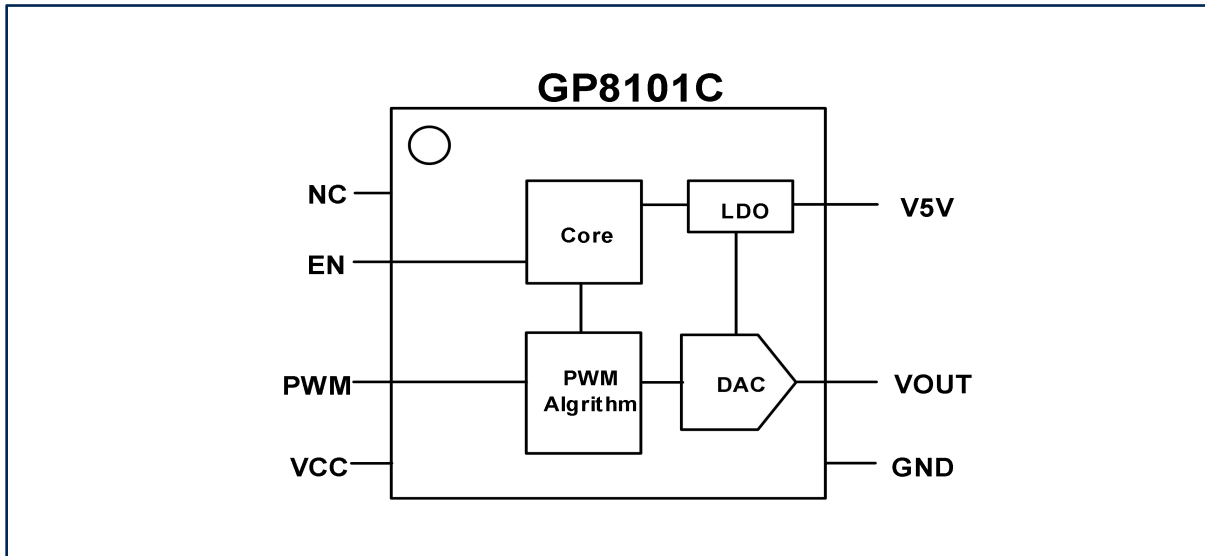 GP8101C
NC
EN
PWM
VCC
Core
LDO
PWM
Algrithm
DAC
V5V
VOUT
GND